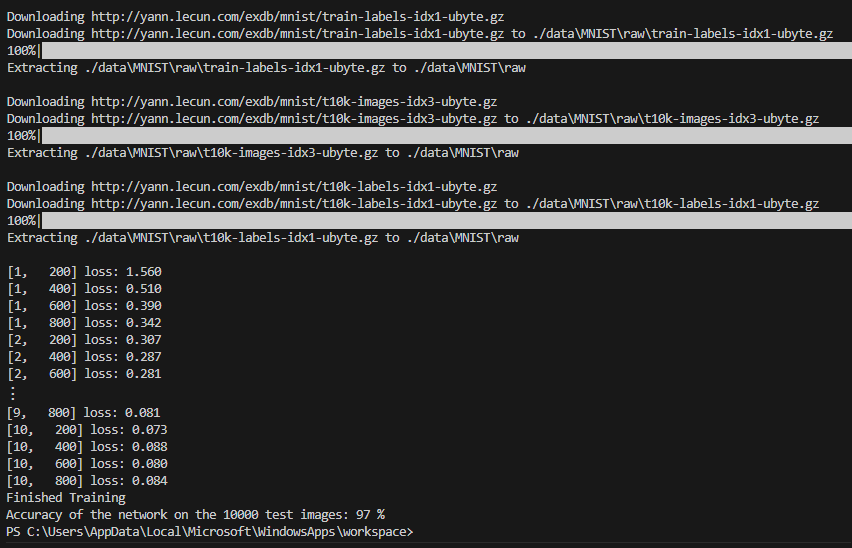 Downloading http://yann.lecun.com/exdb/mnist/train-labels-idx1-ubyte.gz
Downloading http://yann.lecun.com/exdb/mnist/train-labels-idx1-ubyte.gz to ./data\MNIST\raw\train-labels-idx1-ubyte.gz
100%|
Extracting ./data\MNIST\raw\train-labels-idx1-ubyte.gz to ./data\MNIST\raw
Downloading http://yann.lecun.com/exdb/mnist/t10k-images-idx3-ubyte.gz
Downloading http://yann.lecun.com/exdb/mnist/t10k-images-idx3-ubyte.gz to ./data\MNIST\raw\t10k-images-idx3-ubyte.gz
100%|
Extracting ./data\MNIST\raw\t10k-images-idx3-ubyte.gz to ./data\MNIST\raw
Downloading http://yann.lecun.com/exdb/mnist/t10k-labels-idx1-ubyte.gz
Downloading http://yann.lecun.com/exdb/mnist/t10k-labels-idx1-ubyte.gz to ./data\MNIST\raw\t10k-labels-idx1-ubyte.gz
100%|
Extracting ./data\MNIST\raw\t10k-labels-idx1-ubyte.gz to ./data\MNIST\raw
[1,   200] loss: 1.560
[1,   400] loss: 0.510
[1,   600] loss: 0.390
[1,   800] loss: 0.342
[2,   200] loss: 0.307
[2,   400] loss: 0.287
[2,   600] loss: 0.281
⋮
[9,   800] loss: 0.081
[10,   200] loss: 0.073
[10,   400] loss: 0.088
[10,   600] loss: 0.080
[10,   800] loss: 0.084
Finished Training
Accuracy of the network on the 10000 test images: 97 %
PS C:\Users\AppData\Local\Microsoft\WindowsApps\workspace>